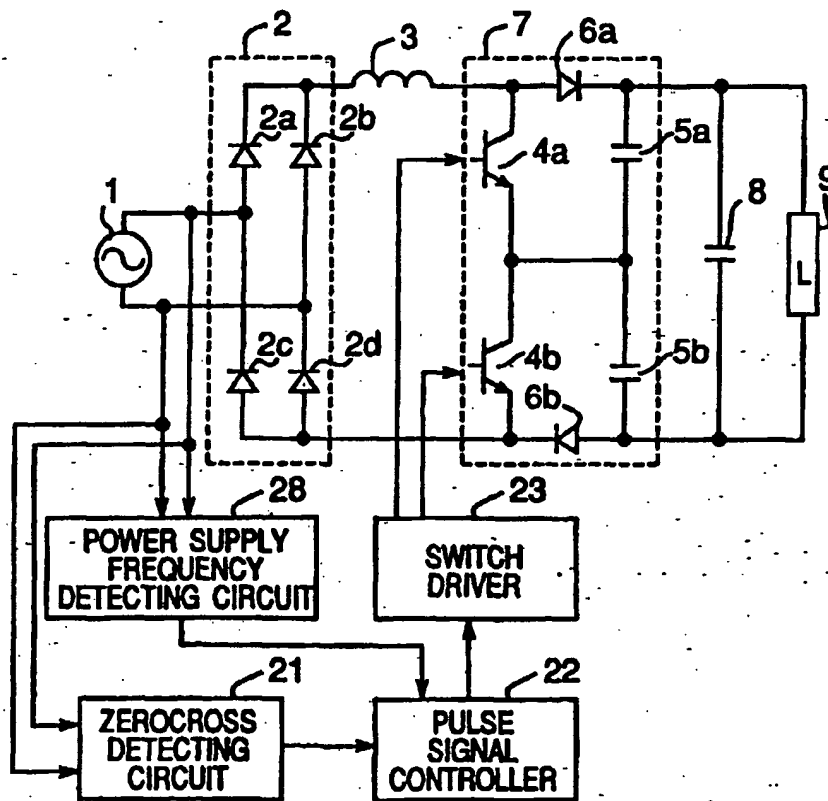 2
3
7
6a
2a
2b
4a
5a
1
8
9
L
2c
2d
4b
5b
6b
28
POWER SUPPLY
FREQUENCY
DETECTING CIRCUIT
23
SWITCH
DRIVER
21
ZEROCROSS
DETECTING
CIRCUIT
22
PULSE
SIGNAL
CONTROLLER